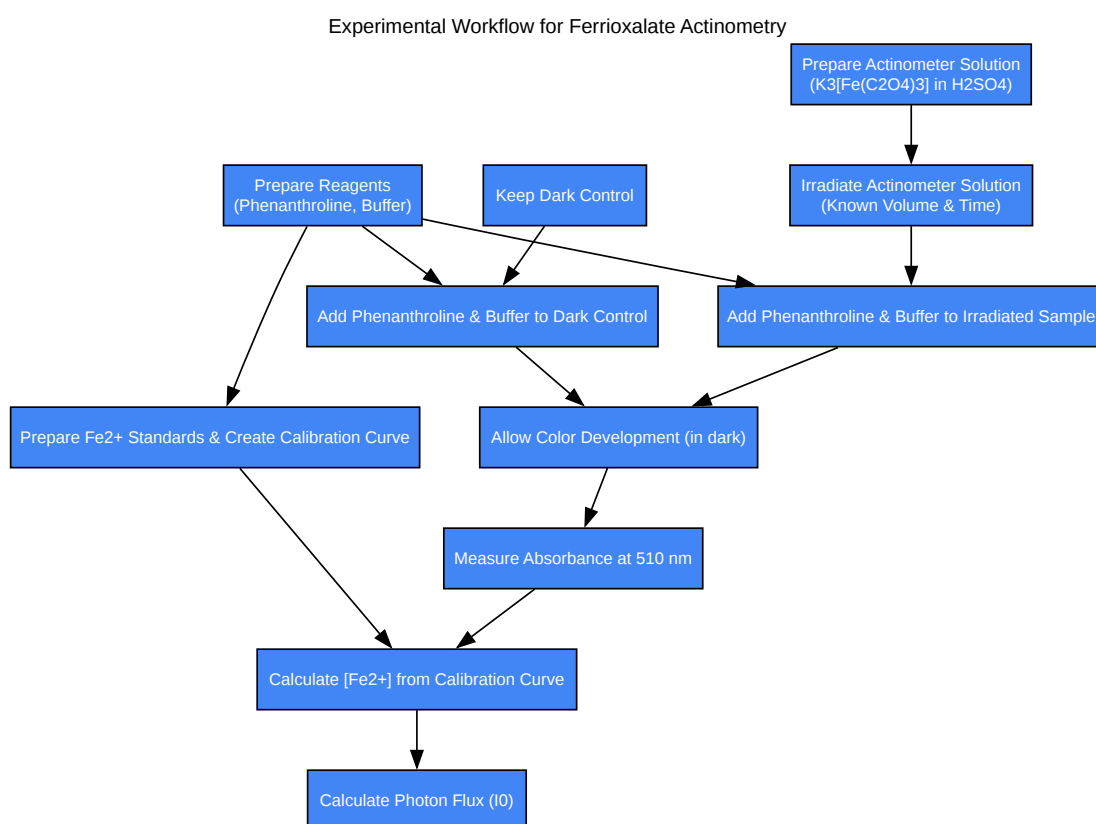 Experimental Workflow for Ferrioxalate Actinometry
Prepare Actinometer Solution
(K3[Fe(C2O4)3] in H2SO4)
Prepare Reagents
(Phenanthroline, Buffer)
Keep Dark Control
Irradiate Actinometer Solution
(Known Volume & Time)
Add Phenanthroline & Buffer to Dark Control
Add Phenanthroline & Buffer to Irradiated Sample
Prepare Fe2+ Standards & Create Calibration Curve
Allow Color Development (in dark)
Measure Absorbance at 510 nm
Calculate [Fe2+] from Calibration Curve
Calculate Photon Flux (I0)